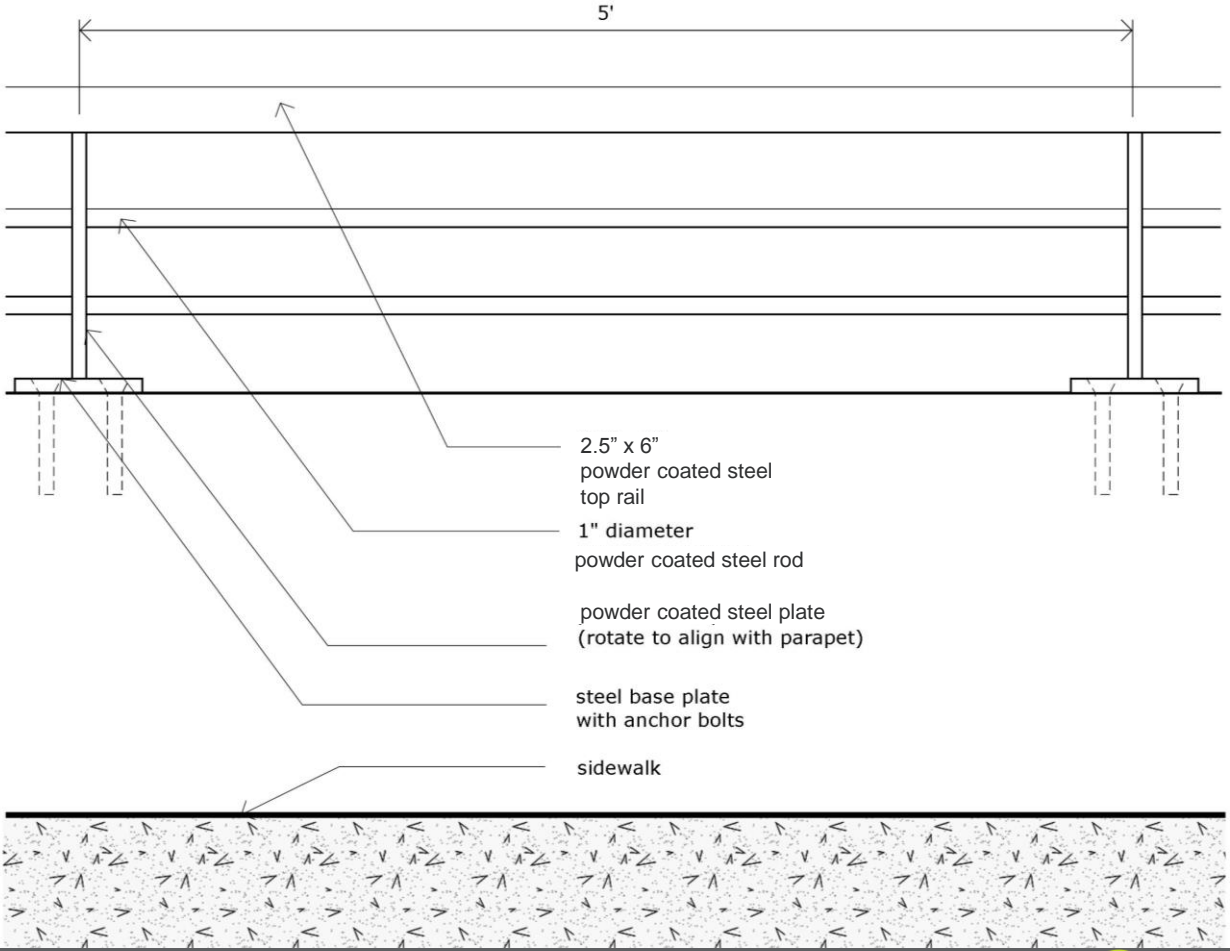 5'
2.5” x 6”
powder coated steel
top rail
1" diameter
powder coated steel rod
powder coated steel plate
(rotate to align with parapet)
steel base plate
with anchor bolts
sidewalk